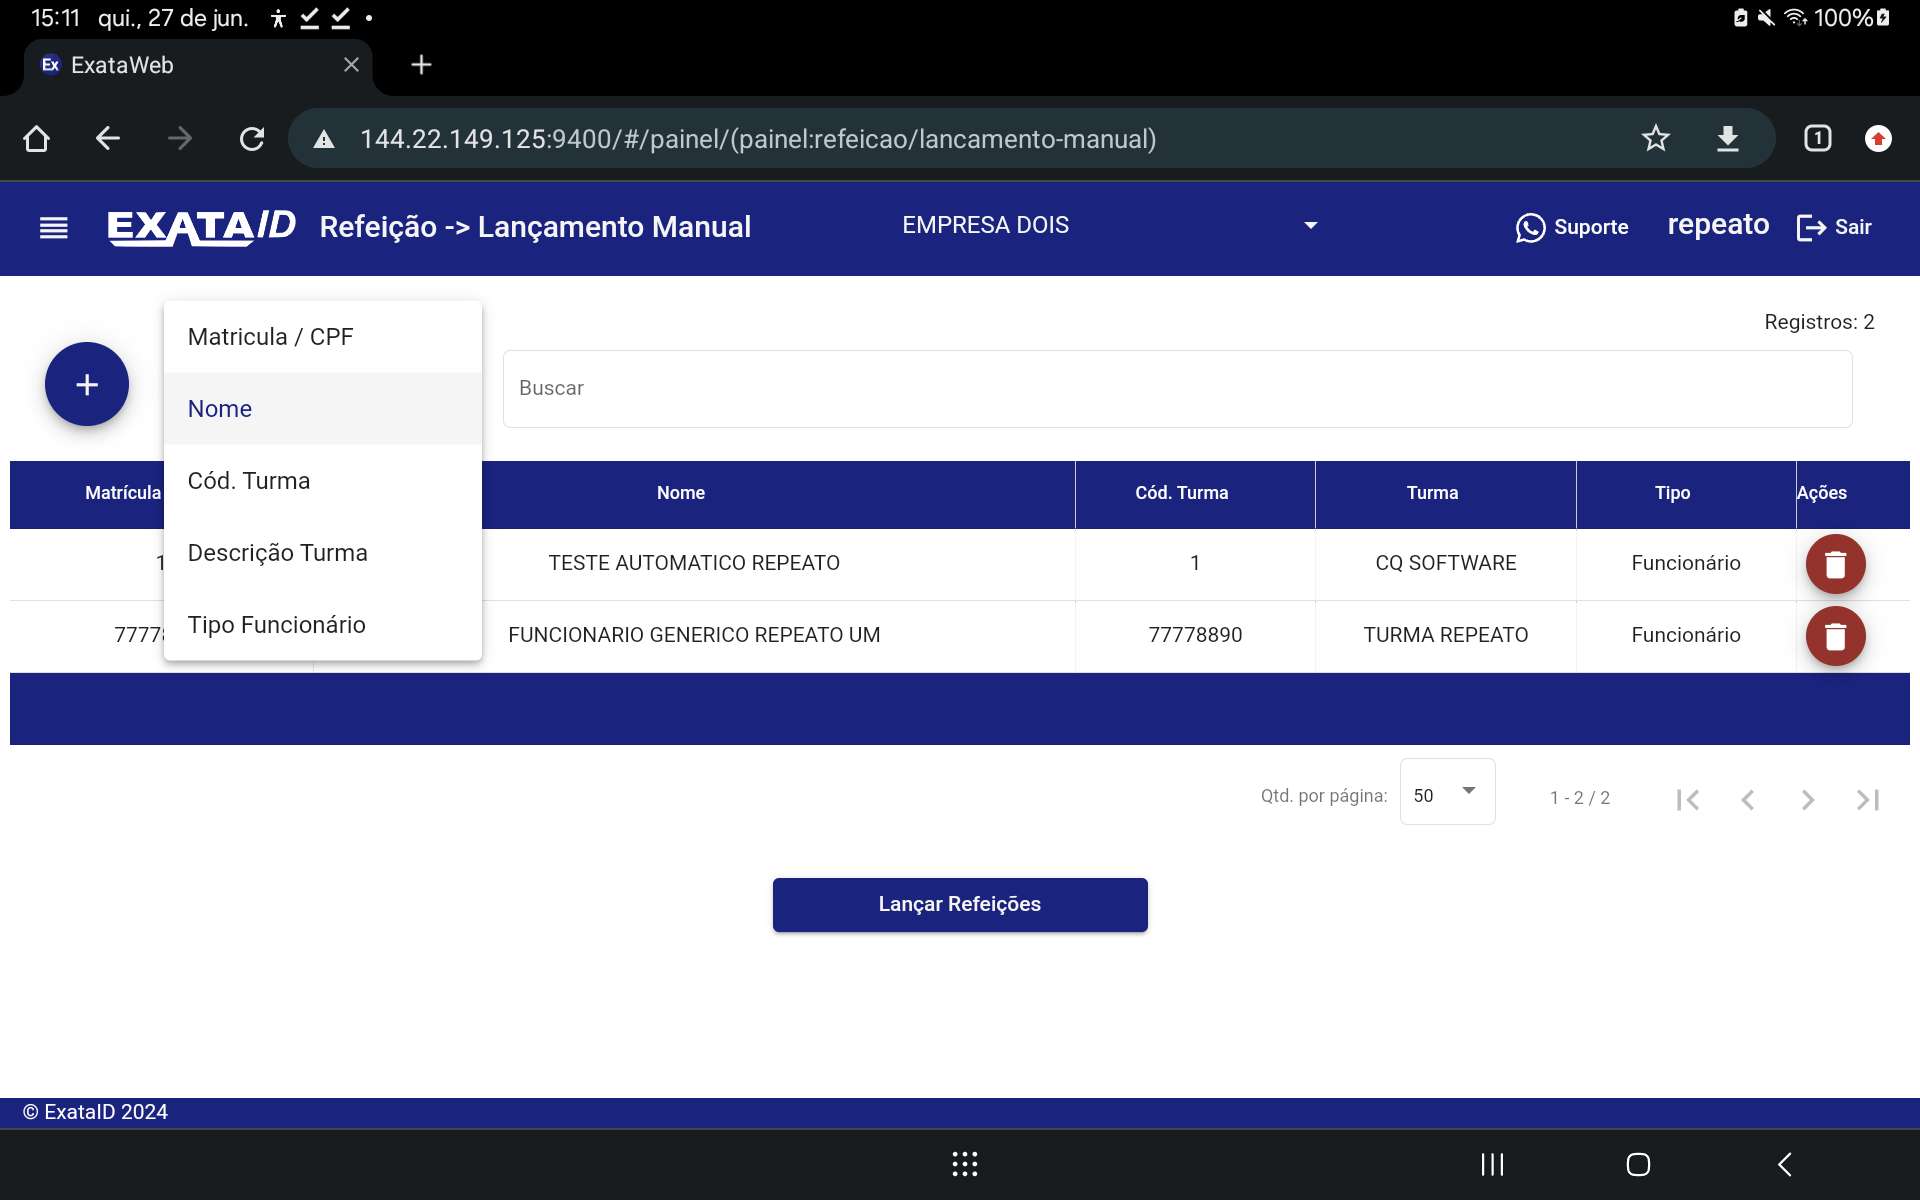 15:11 qui., 27 de jun. 100%
Ex ExataWeb
144.22.149.125:9400/#/painel/(painel:refeicao/lancamento-manual) 1
EXATAID Refeição -> Lançamento Manual EMPRESA DOIS Suporte repeato Sair
Registros: 2
Matricula / CPF
Nome
Cód. Turma
Descrição Turma
Tipo Funcionário
Buscar
Matrícula Nome Cód. Turma Turma Tipo Ações
1 TESTE AUTOMATICO REPEATO 1 CQ SOFTWARE Funcionário
7777 FUNCIONARIO GENERICO REPEATO UM 77778890 TURMA REPEATO Funcionário
Qtd. por página: 50 1 - 2 / 2
Lançar Refeições
© ExataID 2024